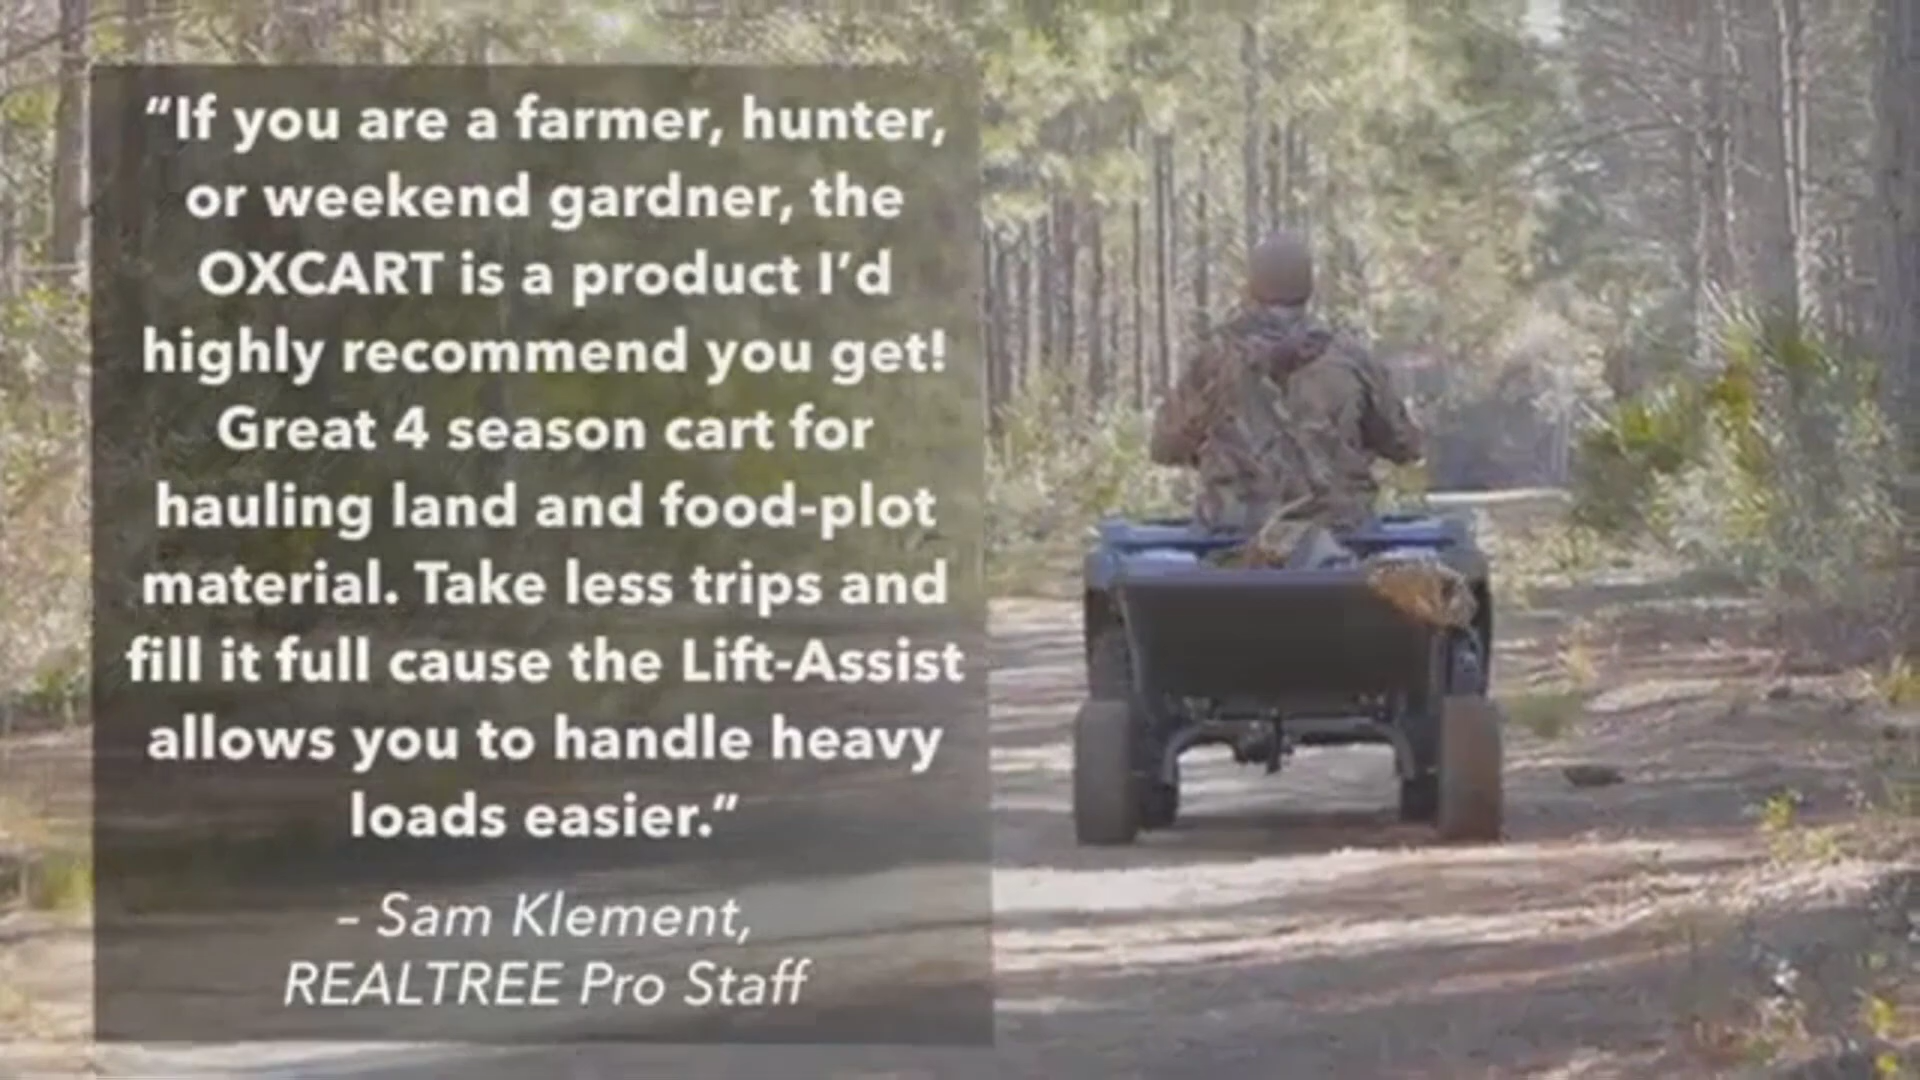 “If you are a farmer, hunter,
or weekend gardner, the
OXCART is a product I’d
highly recommend you get!
Great 4 season cart for
hauling land and food-plot
material. Take less trips and
fill it full cause the Lift-Assist
allows you to handle heavy
loads easier.”
– Sam Klement,
REALTREE Pro Staff